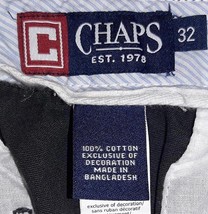 C CHAPS 32
EST. 1978
100% COTTON
EXCLUSIVE OF
DECORATION
MADE IN
BANGLADESH
exclusive of decoration/
sans ruban décoratif